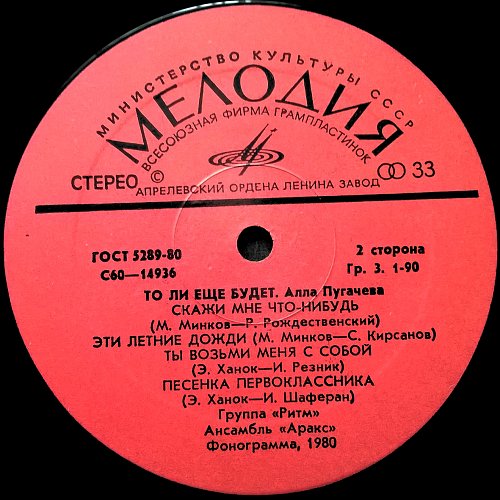 МИНИСТЕРСТВО КУЛЬТУРЫ СССР
МЕЛОДИЯ
ВСЕСОЮЗНАЯ ФИРМА ГРАМПЛАСТИНОК
СТЕРЕО ©
33
АПРЕЛЕВСКИЙ ОРДЕНА ЛЕНИНА ЗАВОД
ГОСТ 5289-80
2 сторона
С60—14936
Гр. 3. 1-90
ТО ЛИ ЕЩЕ БУДЕТ. Алла Пугачева
СКАЖИ МНЕ ЧТО-НИБУДЬ
(М. Минков—Р. Рождественский)
ЭТИ ЛЕТНИЕ ДОЖДИ (М. Минков—С. Кирсанов)
ТЫ ВОЗЬМИ МЕНЯ С СОБОЙ
(Э. Ханок—И. Резник)
ПЕСЕНКА ПЕРВОКЛАССНИКА
(Э. Ханок—И. Шаферан)
Группа «Ритм»
Ансамбль «Аракс»
Фонограмма, 1980